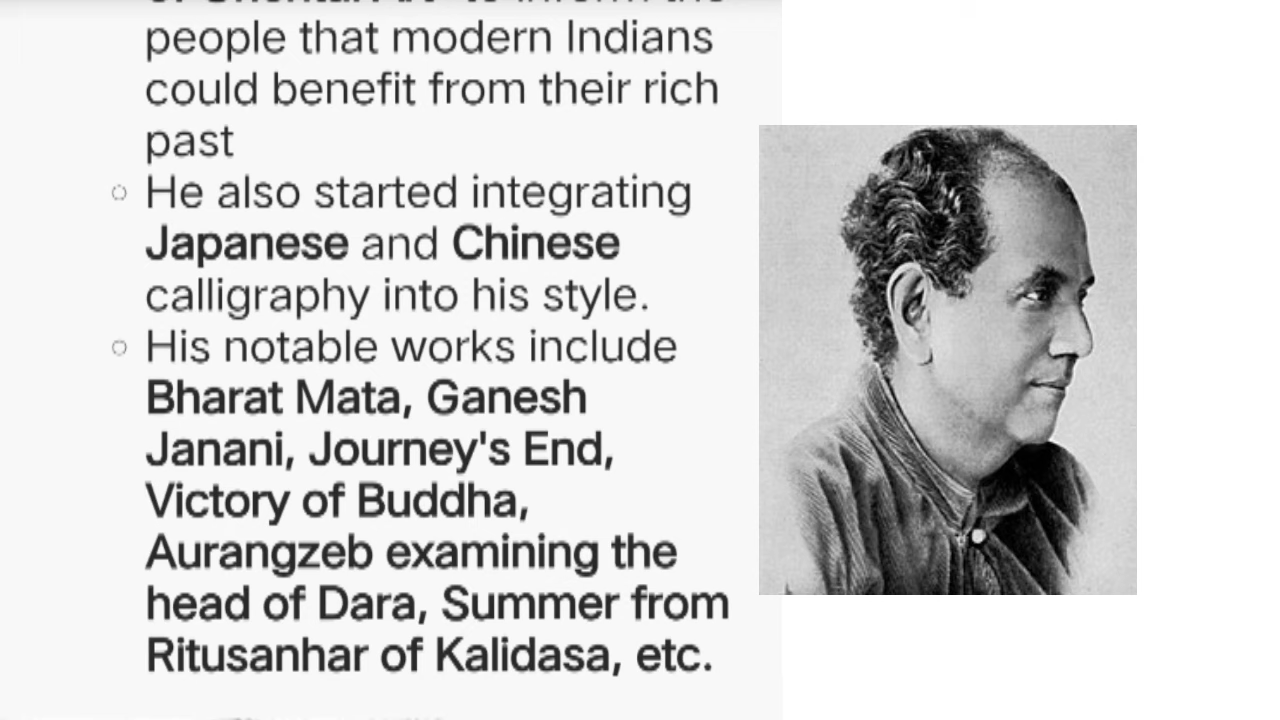 people that modern Indians
could benefit from their rich
past
He also started integrating
Japanese and Chinese
calligraphy into his style.
His notable works include
Bharat Mata, Ganesh
Janani, Journey's End,
Victory of Buddha,
Aurangzeb examining the
head of Dara, Summer from
Ritusanhar of Kalidasa, etc.